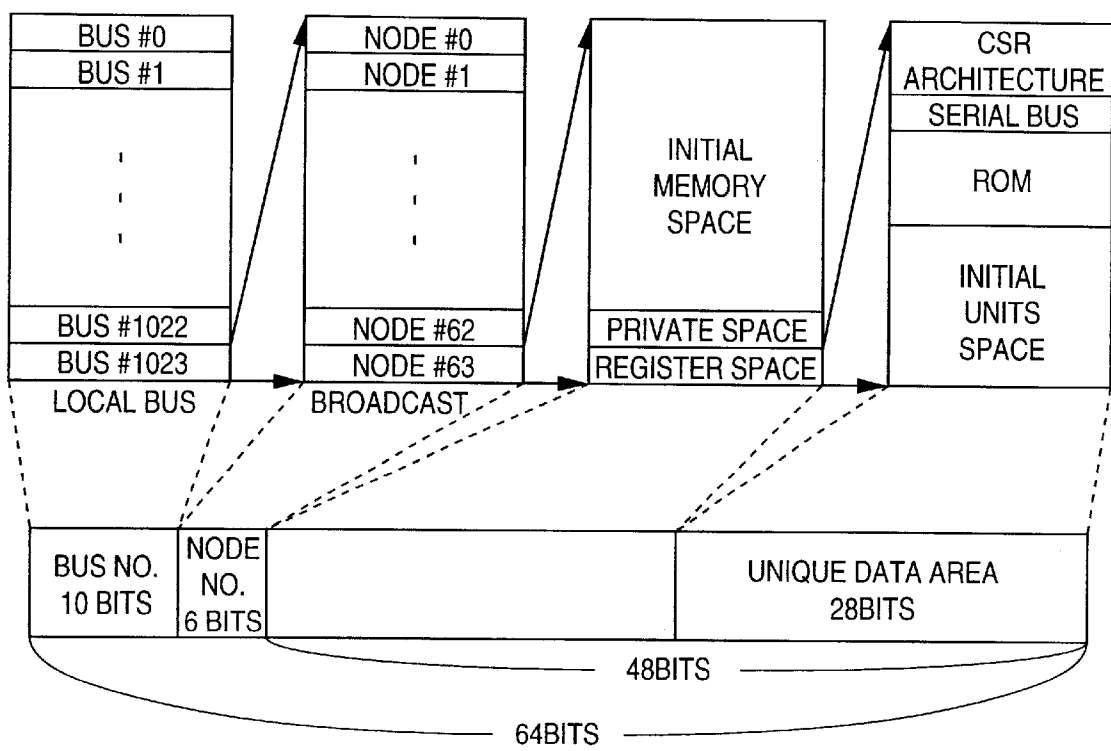 BUS #0
BUS #1
BUS #1022
BUS #1023
LOCAL BUS
NODE #0
NODE #1
NODE #62
NODE #63
BROADCAST
INITIAL
MEMORY
SPACE
PRIVATE SPACE
REGISTER SPACE
CSR
ARCHITECTURE
SERIAL BUS
ROM
INITIAL
UNITS
SPACE
BUS NO.
10 BITS
NODE
NO.
6 BITS
UNIQUE DATA AREA
28BITS
48BITS
64BITS